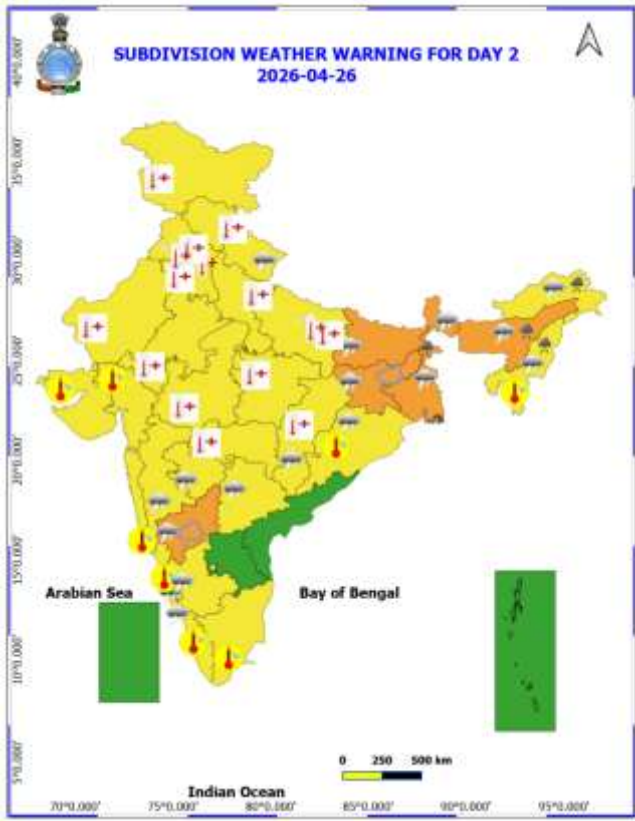 SUBDIVISION WEATHER WARNING FOR DAY 2
2026-04-26
40°0.000'
35°0.000'
30°0.000'
25°0.000'
20°0.000'
15°0.000'
10°0.000'
5°0.000'
Arabian Sea
Bay of Bengal
0 250 500 km
Indian Ocean
70°0.000' 75°0.000' 80°0.000' 85°0.000' 90°0.000' 95°0.000'